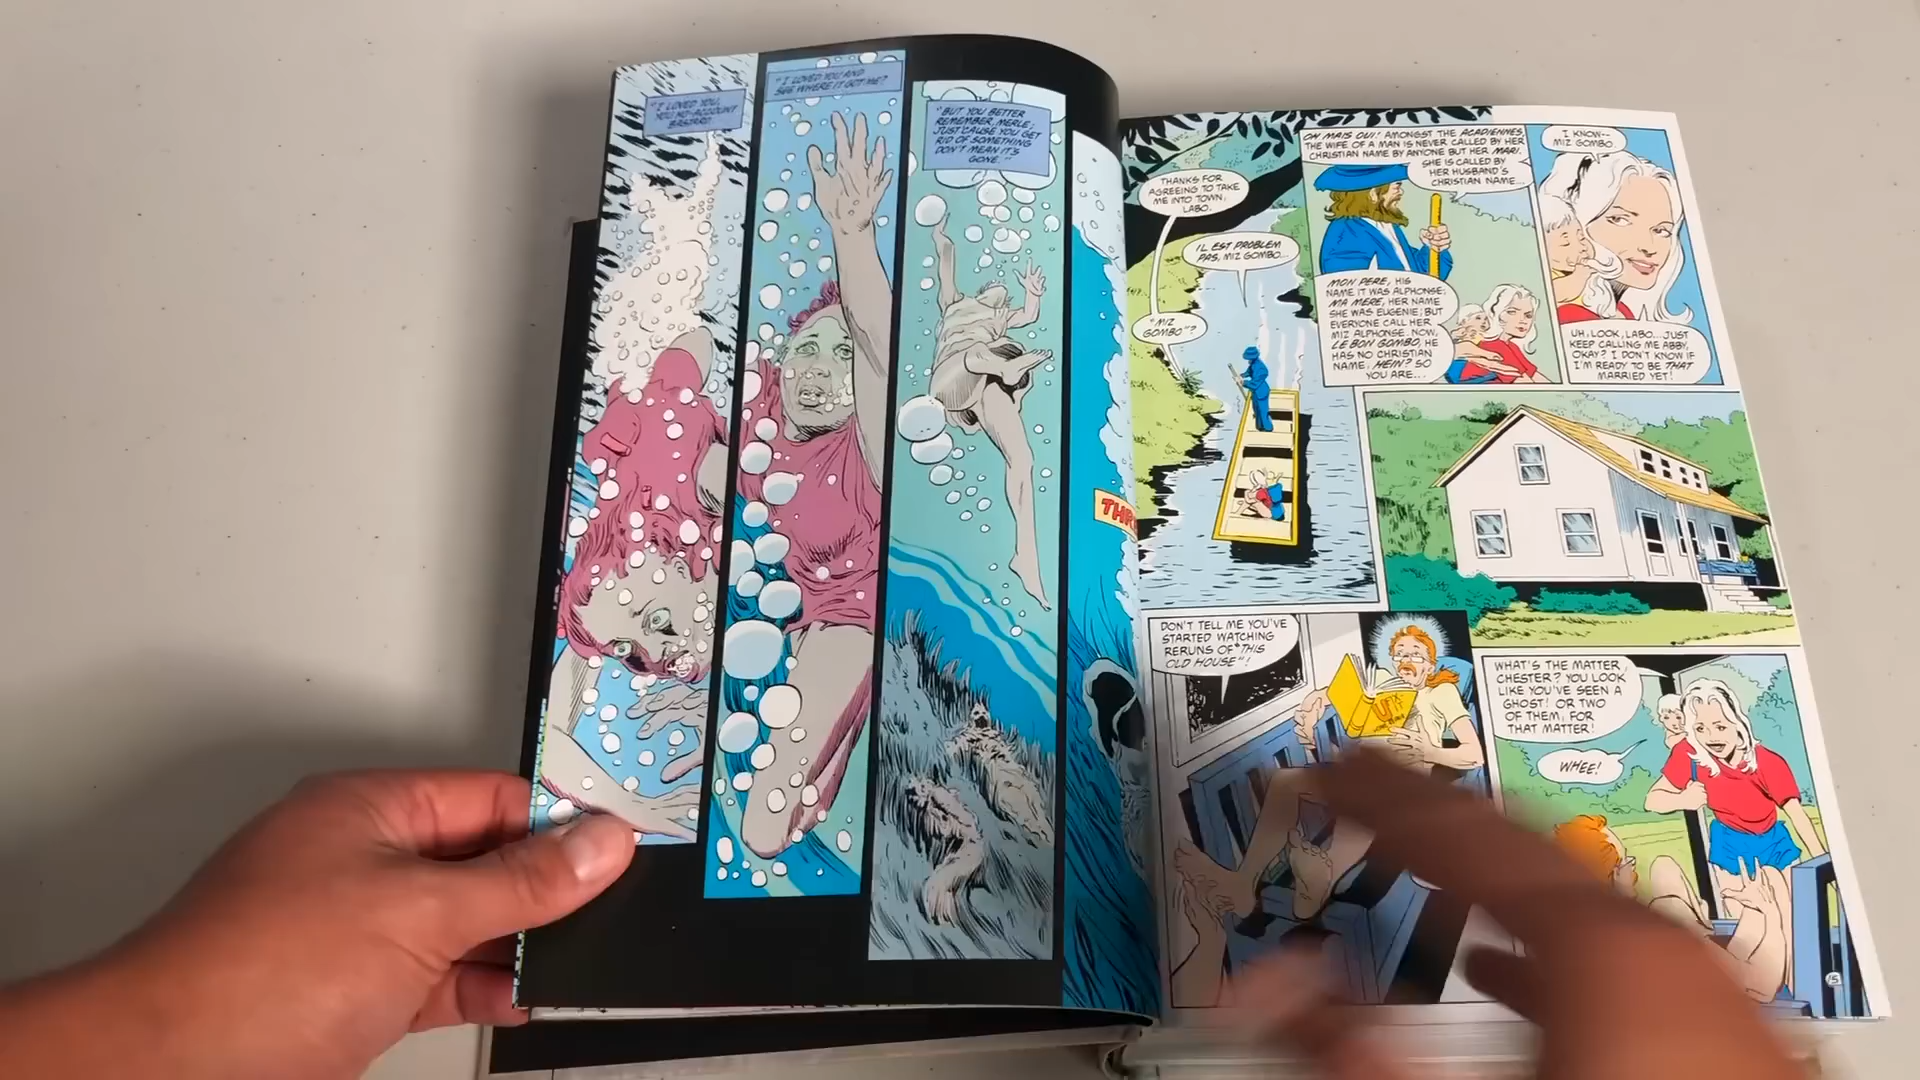 "I LOVED YOU,
YOU NO-ACCOUNT
BASTARD.
"I LOVED YOU AND
SEE WHERE IT GOT ME?
"BUT YOU BETTER
REMEMBER, MERLE;
JUST 'CAUSE YOU GET
RID OF SOMETHING
DON'T MEAN IT'S
GONE."
THANKS FOR
AGREEING TO TAKE
ME INTO TOWN,
LABO.
IL EST PROBLEM
PAS, MIZ GOMBO...
"MIZ
GOMBO"?
OH MAIS OUI! AMONGST THE ACADIENNES,
THE WIFE OF A MAN IS NEVER CALLED BY HER
CHRISTIAN NAME BY ANYONE BUT HER MARI.
SHE IS CALLED BY
HER HUSBAND'S
CHRISTIAN NAME...
MON PERE, HIS
NAME IT WAS ALPHONSE;
MA MERE, HER NAME
SHE WAS EUGENIE; BUT
EVERYONE CALL HER
MIZ ALPHONSE. NOW,
LE BON GOMBO, HE
HAS NO CHRISTIAN
NAME, HEIN? SO
YOU ARE...
I KNOW--
MIZ GOMBO.
UH, LOOK, LABO...JUST
KEEP CALLING ME ABBY,
OKAY? I DON'T KNOW IF
I'M READY TO BE THAT
MARRIED YET!
DON'T TELL ME YOU'VE
STARTED WATCHING
RERUNS OF "THIS
OLD HOUSE"!
WHAT'S THE MATTER,
CHESTER? YOU LOOK
LIKE YOU'VE SEEN A
GHOST! OR TWO
OF THEM, FOR
THAT MATTER!
WHEE!
15